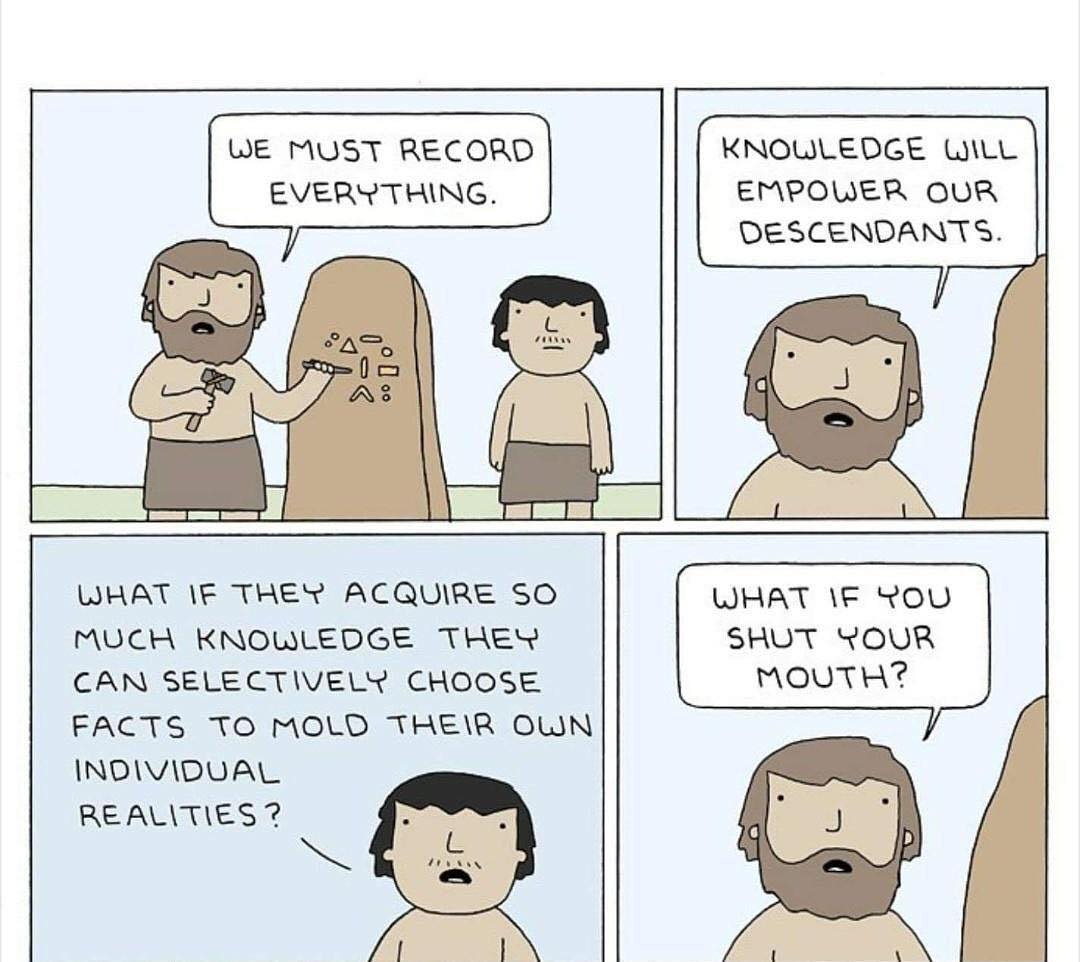 WE MUST RECORD
EVERYTHING.
KNOWLEDGE WILL
EMPOWER OUR
DESCENDANTS.
WHAT IF THEY ACQUIRE SO
MUCH KNOWLEDGE THEY
CAN SELECTIVELY CHOOSE
FACTS TO MOLD THEIR OWN
INDIVIDUAL
REALITIES?
WHAT IF YOU
SHUT YOUR
MOUTH?